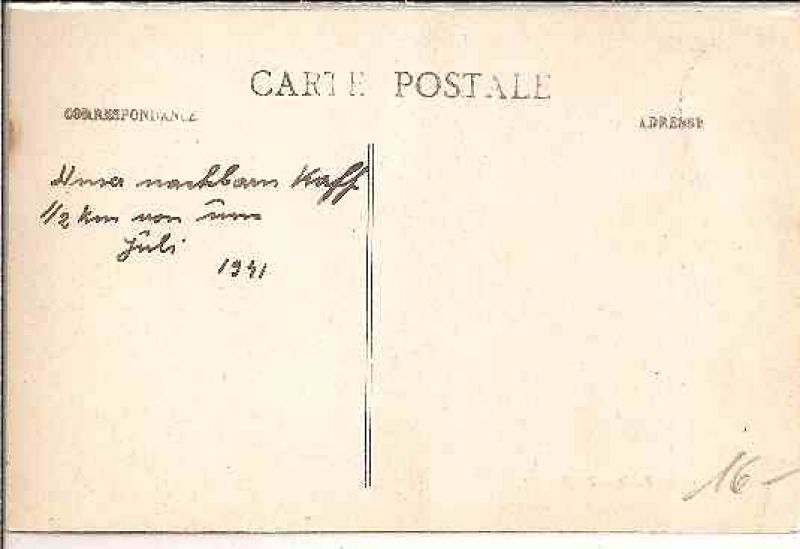 CARTE POSTALE
CORRESPONDANCE
ADRESSE
Unser nachbarn Kaff
1/2 km von uns
Juli
1941
16-